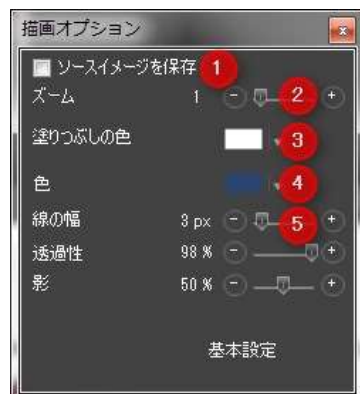 描画オプション
ソースイメージを保存 1
ズーム 1 2
塗りつぶしの色 3
色 4
線の幅 3 px 5
透過性 98 %
影 50 %
基本設定